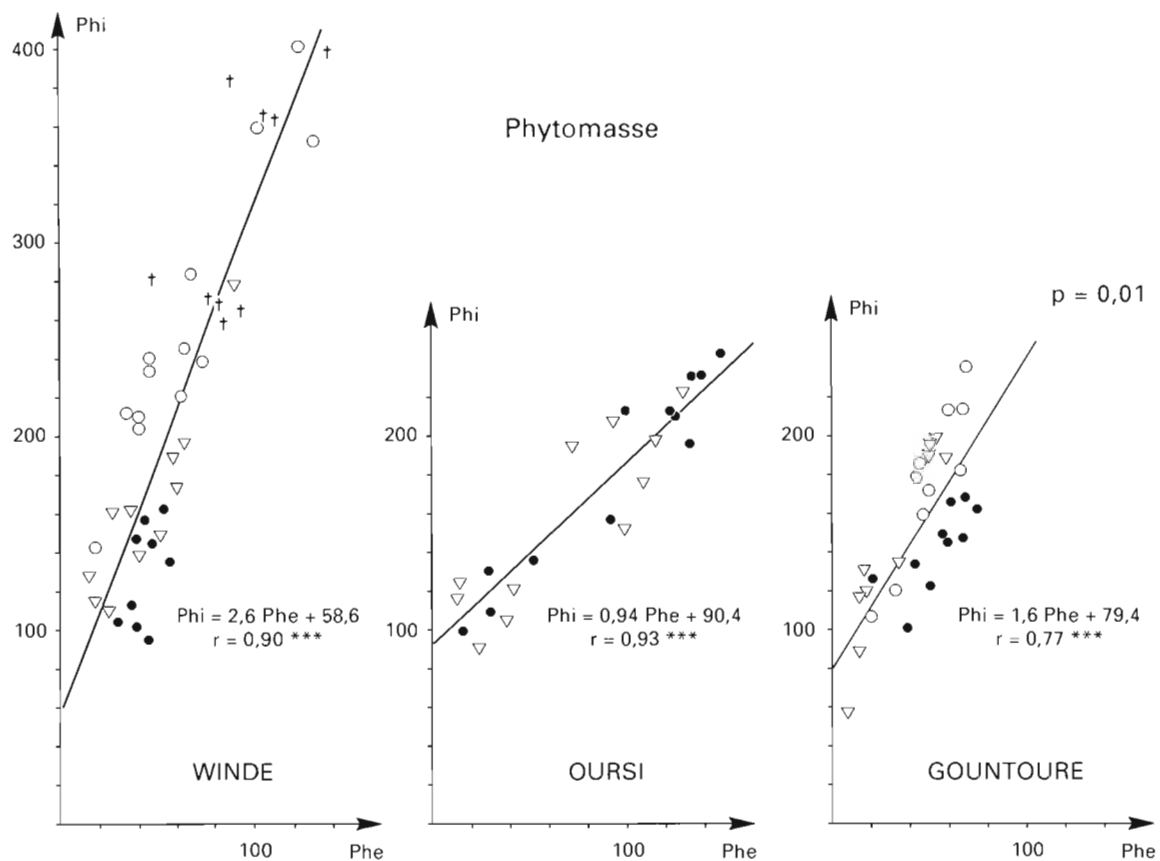 Phytomasse
Phi
400
300
200
100
Phi = 2,6 Phe + 58,6
r = 0,90 ***
WINDE
100
Phe
Phi
200
100
Phi = 0,94 Phe + 90,4
r = 0,93 ***
OURSI
100
Phe
p = 0,01
Phi
200
100
Phi = 1,6 Phe + 79,4
r = 0,77 ***
GOUNTOURE
100
Phe